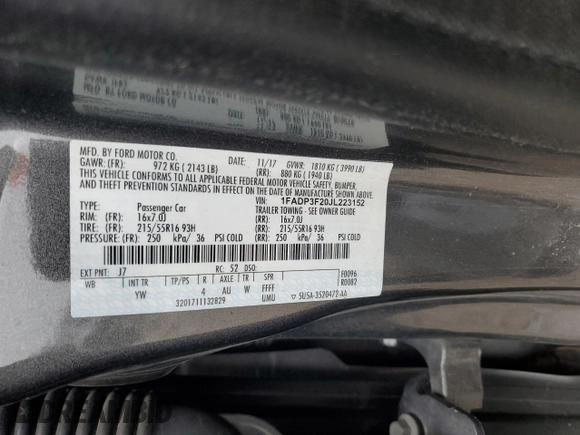 MFD. BY FORD MOTOR CO. DATE: 11/17 GVWR: 1810 KG ( 3990 LB)
GAWR: (FR) 972 KG ( 2143 LB) (RR) 880 KG ( 1940 LB)
THIS VEHICLE CONFORMS TO ALL APPLICABLE FEDERAL MOTOR VEHICLE SAFETY, BUMPER,
AND THEFT PREVENTION STANDARDS IN EFFECT ON THE DATE OF MANUFACTURE SHOWN ABOVE.
VIN: 1FADP3F20JL223152
TYPE: Passenger Car TRAILER TOWING - SEE OWNER GUIDE
RIM: (FR) 16x7.0J (RR) 16x7.0J
TIRE: (FR) 215/55R16 93H (RR) 215/55R16 93H
PRESSURE: (FR) 250 kPa/ 36 PSI COLD (RR) 250 kPa/ 36 PSI COLD
EXT PNT: J7 RC: 52 DSO: F0096
WB INT TR TP/PS R AXLE TR SPR R0082
YW 4 AU W FFFF
3201711132829 UMU 5U5A-3520472-AA